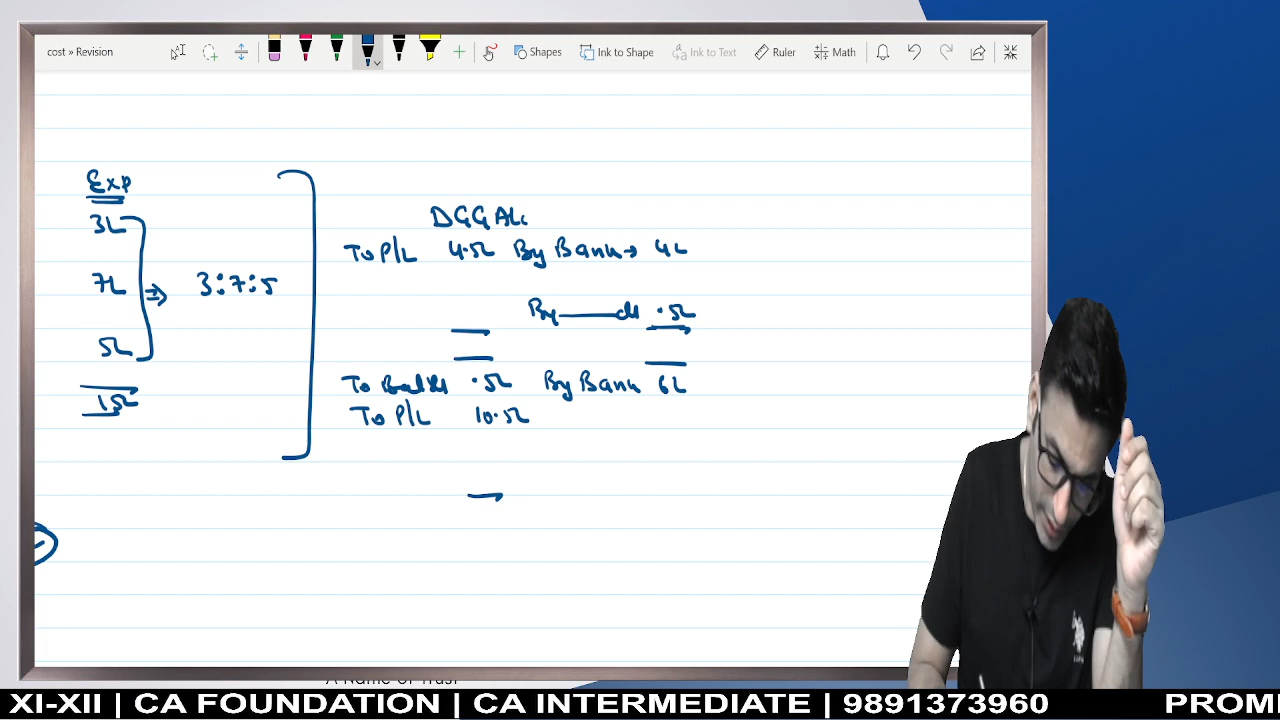 cost » Revision
Shapes
Ink to Shape
Ink to Text
Ruler
Math
Exp
3L
7L
5L
15L
3:7:5
DGG A/c
To P/L 4.5L By Bank → 4L
By .5L
To Bal .5L By Bank 6L
To P/L 10.5L
XI-XII | CA FOUNDATION | CA INTERMEDIATE | 9891373960 PROM